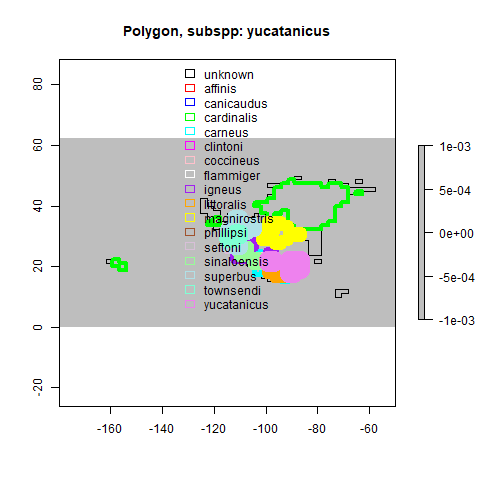 Polygon, subspp: yucatanicus
unknown
affinis
canicaudus
cardinalis
carneus
clintoni
coccineus
flammiger
igneus
littoralis
magnirostris
phillipsi
seftoni
sinaloensis
superbus
townsendi
yucatanicus
80
60
40
20
0
-20
-160
-140
-120
-100
-80
-60
1e-03
5e-04
0e+00
-5e-04
-1e-03